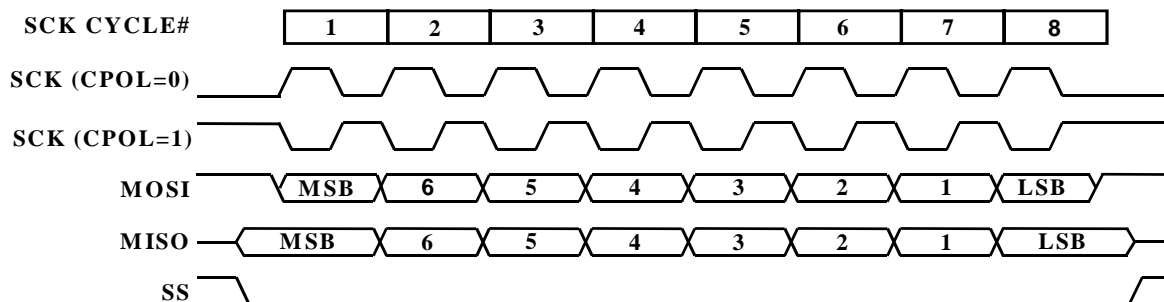 SCK CYCLE# 1 2 3 4 5 6 7 8
SCK (CPOL=0)
SCK (CPOL=1)
MOSI MSB 6 5 4 3 2 1 LSB
MISO MSB 6 5 4 3 2 1 LSB
SS